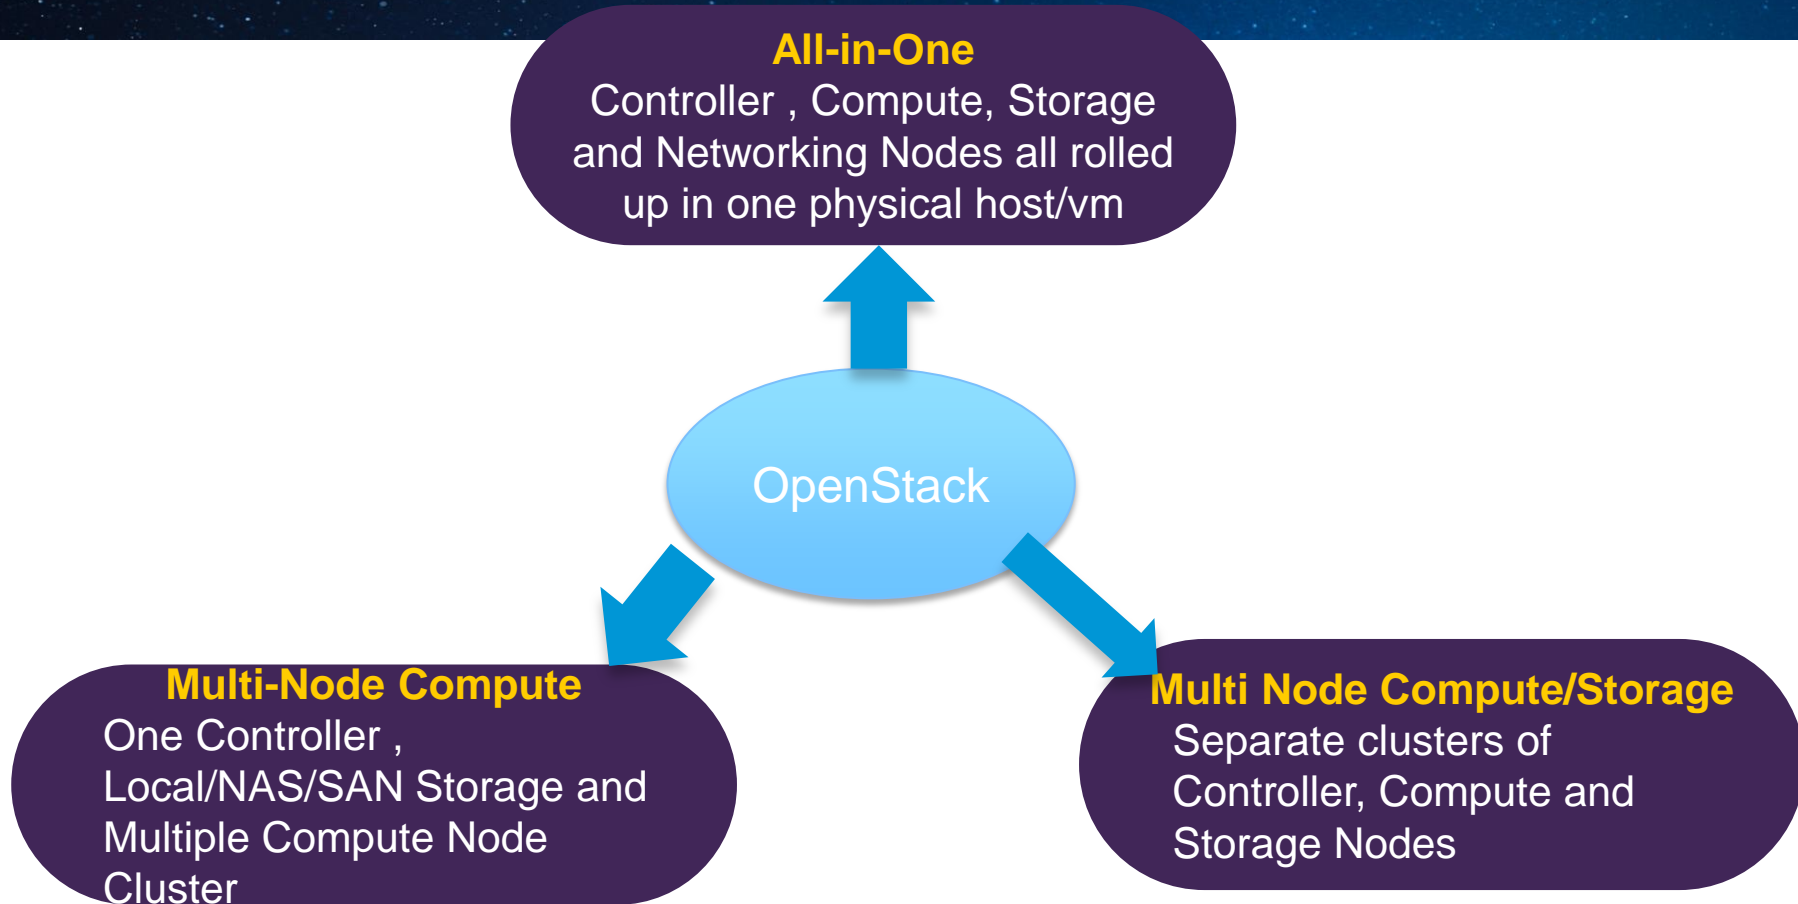 All-in-One
Controller , Compute, Storage
and Networking Nodes all rolled
up in one physical host/vm
OpenStack
Multi-Node Compute
One Controller ,
Local/NAS/SAN Storage and
Multiple Compute Node
Cluster
Multi Node Compute/Storage
Separate clusters of
Controller, Compute and
Storage Nodes